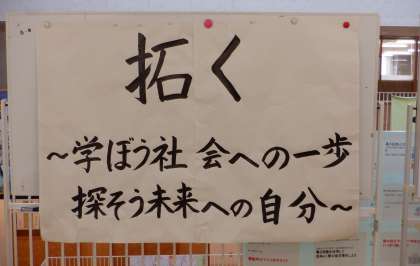 拓く
～学ぼう社会への一歩
探そう未来への自分～